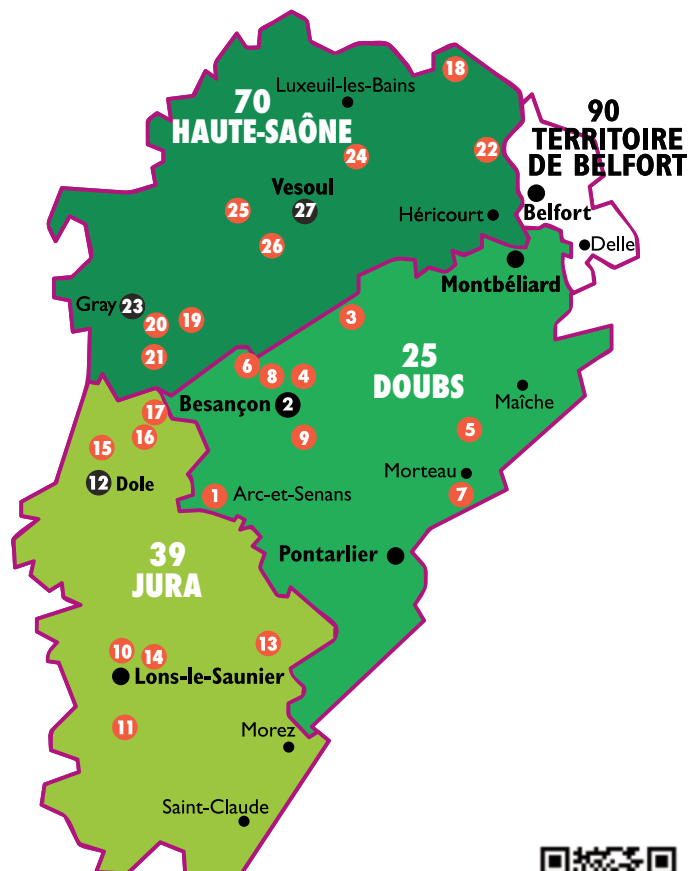 18
Luxeuil-les-Bains
70
HAUTE-SAÔNE
90
TERRITOIRE
DE BELFORT
22
24
Vesoul
25
27
Héricourt
Belfort
26
Delle
Montbéliard
Gray 23
20
19
3
21
6
8
4
25
DOUBS
Besançon 2
Maîche
17
16
15
9
5
12 Dole
Morteau
7
1 Arc-et-Senans
Pontarlier
39
JURA
13
10
14
Lons-le-Saunier
11
Morez
Saint-Claude